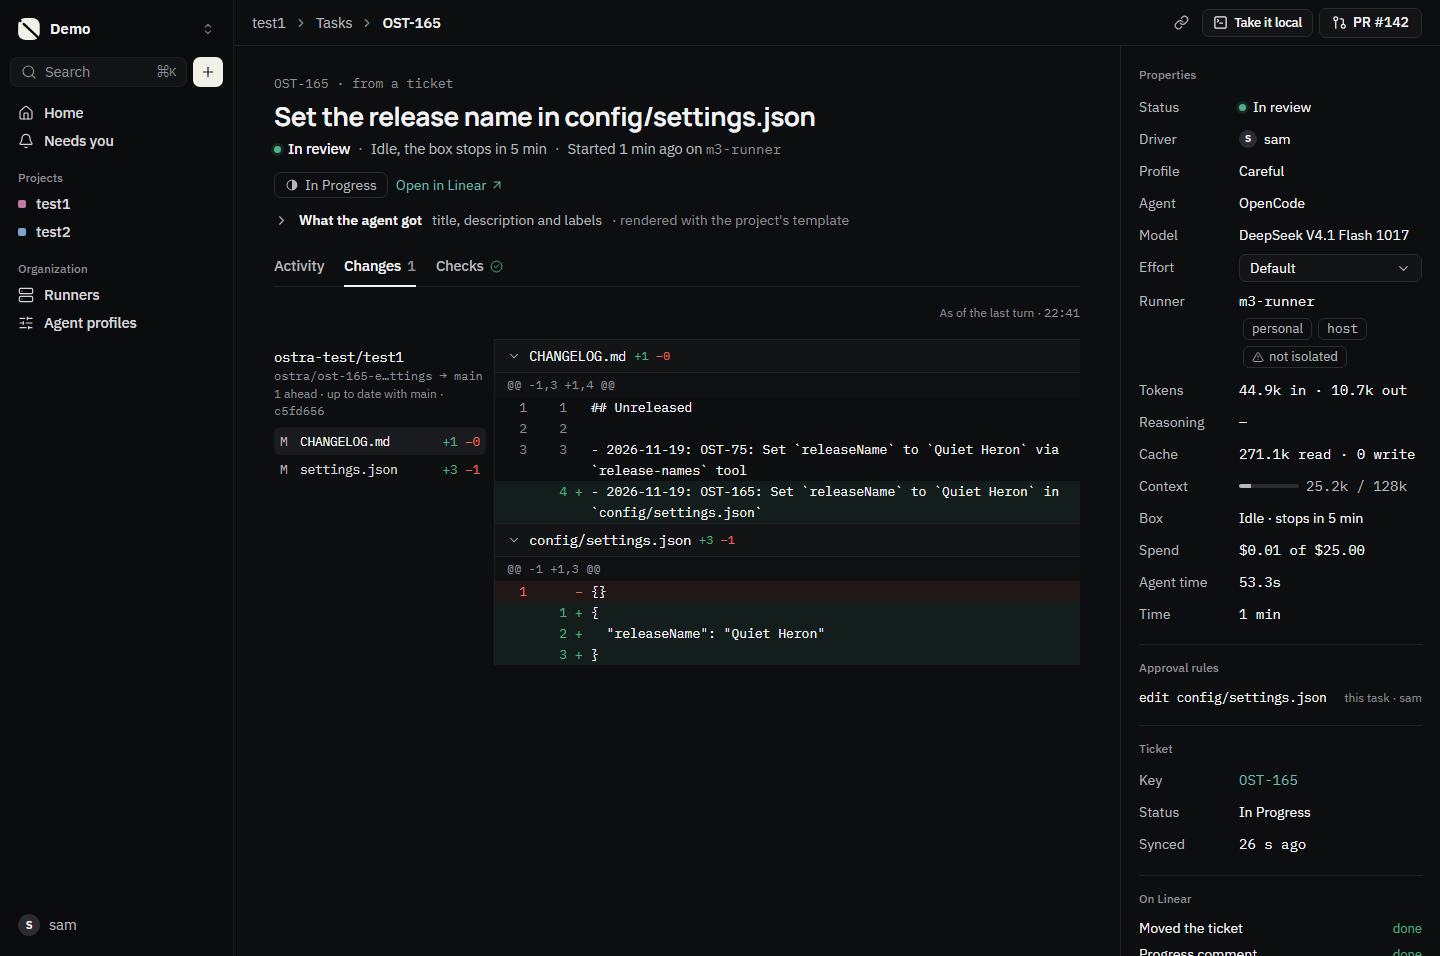 Demo
Search ⌘K +
Home
Needs you
Projects
test1
test2
Organization
Runners
Agent profiles
S sam
test1 > Tasks > OST-165
Take it local
PR #142
OST-165 · from a ticket
Set the release name in config/settings.json
In review · Idle, the box stops in 5 min · Started 1 min ago on m3-runner
In Progress Open in Linear ↗
What the agent got title, description and labels · rendered with the project's template
Activity Changes 1 Checks
As of the last turn · 22:41
ostra-test/test1
ostra/ost-165-e…ttings → main
1 ahead · up to date with main ·
c5fd656
M CHANGELOG.md +1 −0
M settings.json +3 −1
CHANGELOG.md +1 −0
@@ -1,3 +1,4 @@
1 1 ## Unreleased
2 2
3 3 - 2026-11-19: OST-75: Set `releaseName` to `Quiet Heron` via
`release-names` tool
4 + - 2026-11-19: OST-165: Set `releaseName` to `Quiet Heron` in
`config/settings.json`
config/settings.json +3 −1
@@ -1 +1,3 @@
1 − {}
1 + {
2 + "releaseName": "Quiet Heron"
3 + }
Properties
Status In review
Driver S sam
Profile Careful
Agent OpenCode
Model DeepSeek V4.1 Flash 1017
Effort Default
Runner m3-runner
personal host
not isolated
Tokens 44.9k in · 10.7k out
Reasoning —
Cache 271.1k read · 0 write
Context 25.2k / 128k
Box Idle · stops in 5 min
Spend $0.01 of $25.00
Agent time 53.3s
Time 1 min
Approval rules
edit config/settings.json this task · sam
Ticket
Key OST-165
Status In Progress
Synced 26 s ago
On Linear
Moved the ticket done
Progress comment done